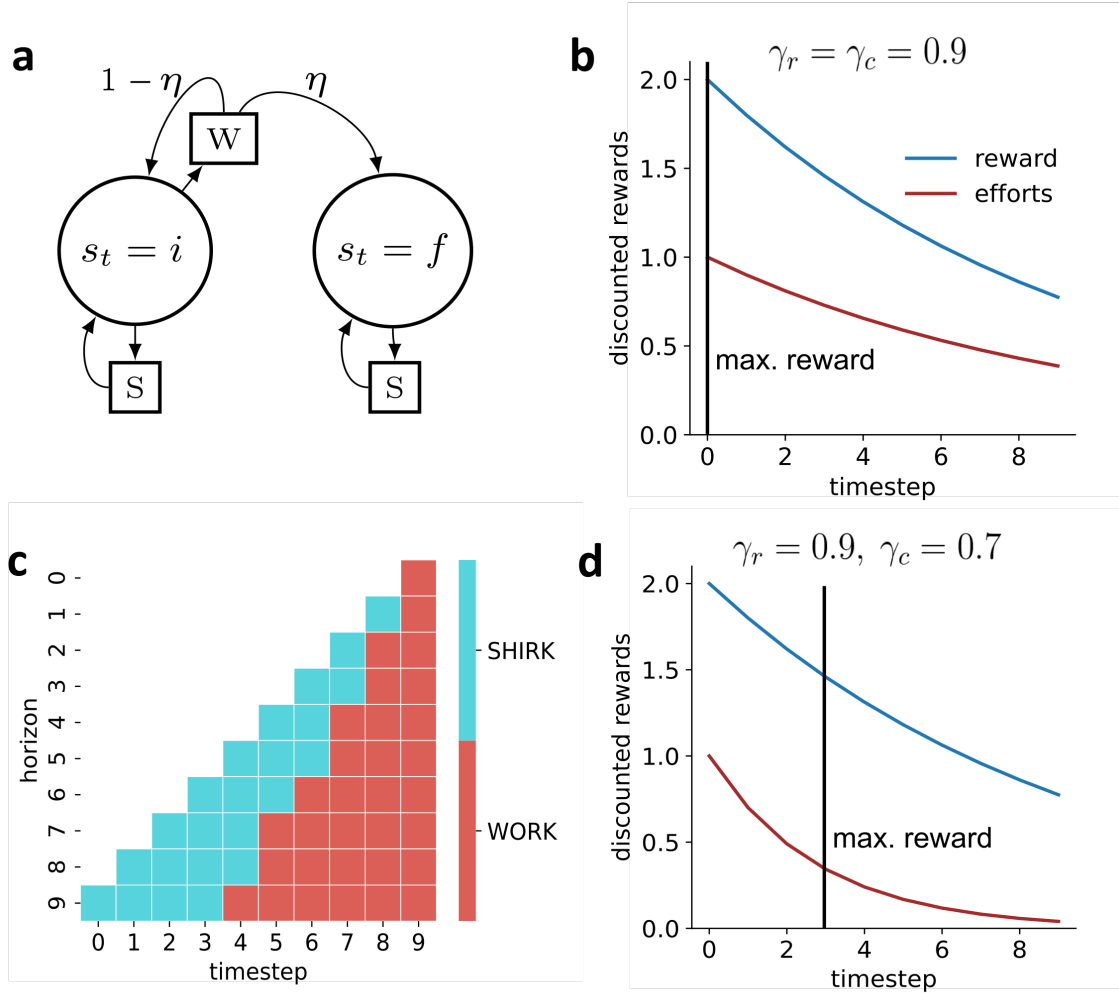 a
1 − η
η
W
s_t = i
s_t = f
S
S
b
γ_r = γ_c = 0.9
discounted rewards
2.0
1.5
1.0
0.5
0.0
reward
efforts
max. reward
0 2 4 6 8
timestep
c
horizon
0
1
2
3
4
5
6
7
8
9
SHIRK
WORK
0 1 2 3 4 5 6 7 8 9
timestep
d
γ_r = 0.9, γ_c = 0.7
discounted rewards
2.0
1.5
1.0
0.5
0.0
max. reward
0 2 4 6 8
timestep